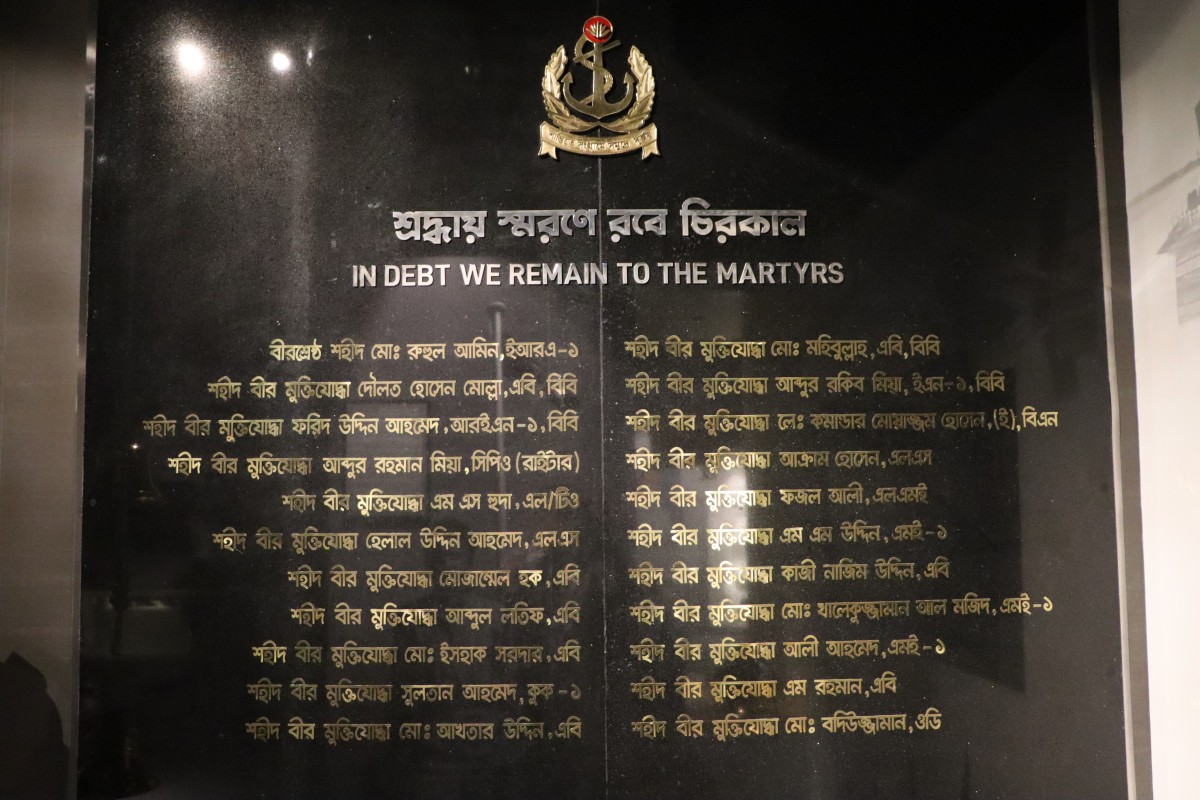 শান্তিতে সংগ্রামে সমুদ্রে দুর্জয়
শ্রদ্ধায় স্মরণে রবে চিরকাল
IN DEBT WE REMAIN TO THE MARTYRS
বীরশ্রেষ্ঠ শহীদ মোঃ রুহুল আমিন,ইআরএ-১
শহীদ বীর মুক্তিযোদ্ধা দৌলত হোসেন মোল্লা,এবি, বিবি
শহীদ বীর মুক্তিযোদ্ধা ফরিদ উদ্দিন আহমেদ,আরইএন-১,বিবি
শহীদ বীর মুক্তিযোদ্ধা আব্দুর রহমান মিয়া,সিপিও(রাইটার)
শহীদ বীর মুক্তিযোদ্ধা এম এস হুদা,এল/টিও
শহীদ বীর মুক্তিযোদ্ধা হেলাল উদ্দিন আহমেদ,এলএস
শহীদ বীর মুক্তিযোদ্ধা মোজাম্মেল হক,এবি
শহীদ বীর মুক্তিযোদ্ধা আব্দুল লতিফ,এবি
শহীদ বীর মুক্তিযোদ্ধা মোঃ ইসহাক সরদার,এবি
শহীদ বীর মুক্তিযোদ্ধা সুলতান আহমেদ,কুক-১
শহীদ বীর মুক্তিযোদ্ধা মোঃ আখতার উদ্দিন,এবি
শহীদ বীর মুক্তিযোদ্ধা মোঃ মহিবুল্লাহ,এবি,বিবি
শহীদ বীর মুক্তিযোদ্ধা আব্দুর রকিব মিয়া,ইএন-১,বিবি
শহীদ বীর মুক্তিযোদ্ধা লেঃ কমান্ডার মোয়াজ্জম হোসেন,(ই),বিএন
শহীদ বীর মুক্তিযোদ্ধা আক্রাম হোসেন,এলএস
শহীদ বীর মুক্তিযোদ্ধা ফজল আলী,এলএমই
শহীদ বীর মুক্তিযোদ্ধা এম এম উদ্দিন,এমই-১
শহীদ বীর মুক্তিযোদ্ধা কাজী নাজিম উদ্দিন,এবি
শহীদ বীর মুক্তিযোদ্ধা মোঃ খালেকুজ্জামান আল মজিদ,এমই-১
শহীদ বীর মুক্তিযোদ্ধা আলী আহমেদ,এমই-১
শহীদ বীর মুক্তিযোদ্ধা এম রহমান,এবি
শহীদ বীর মুক্তিযোদ্ধা মোঃ বদিউজ্জামান,ওডি